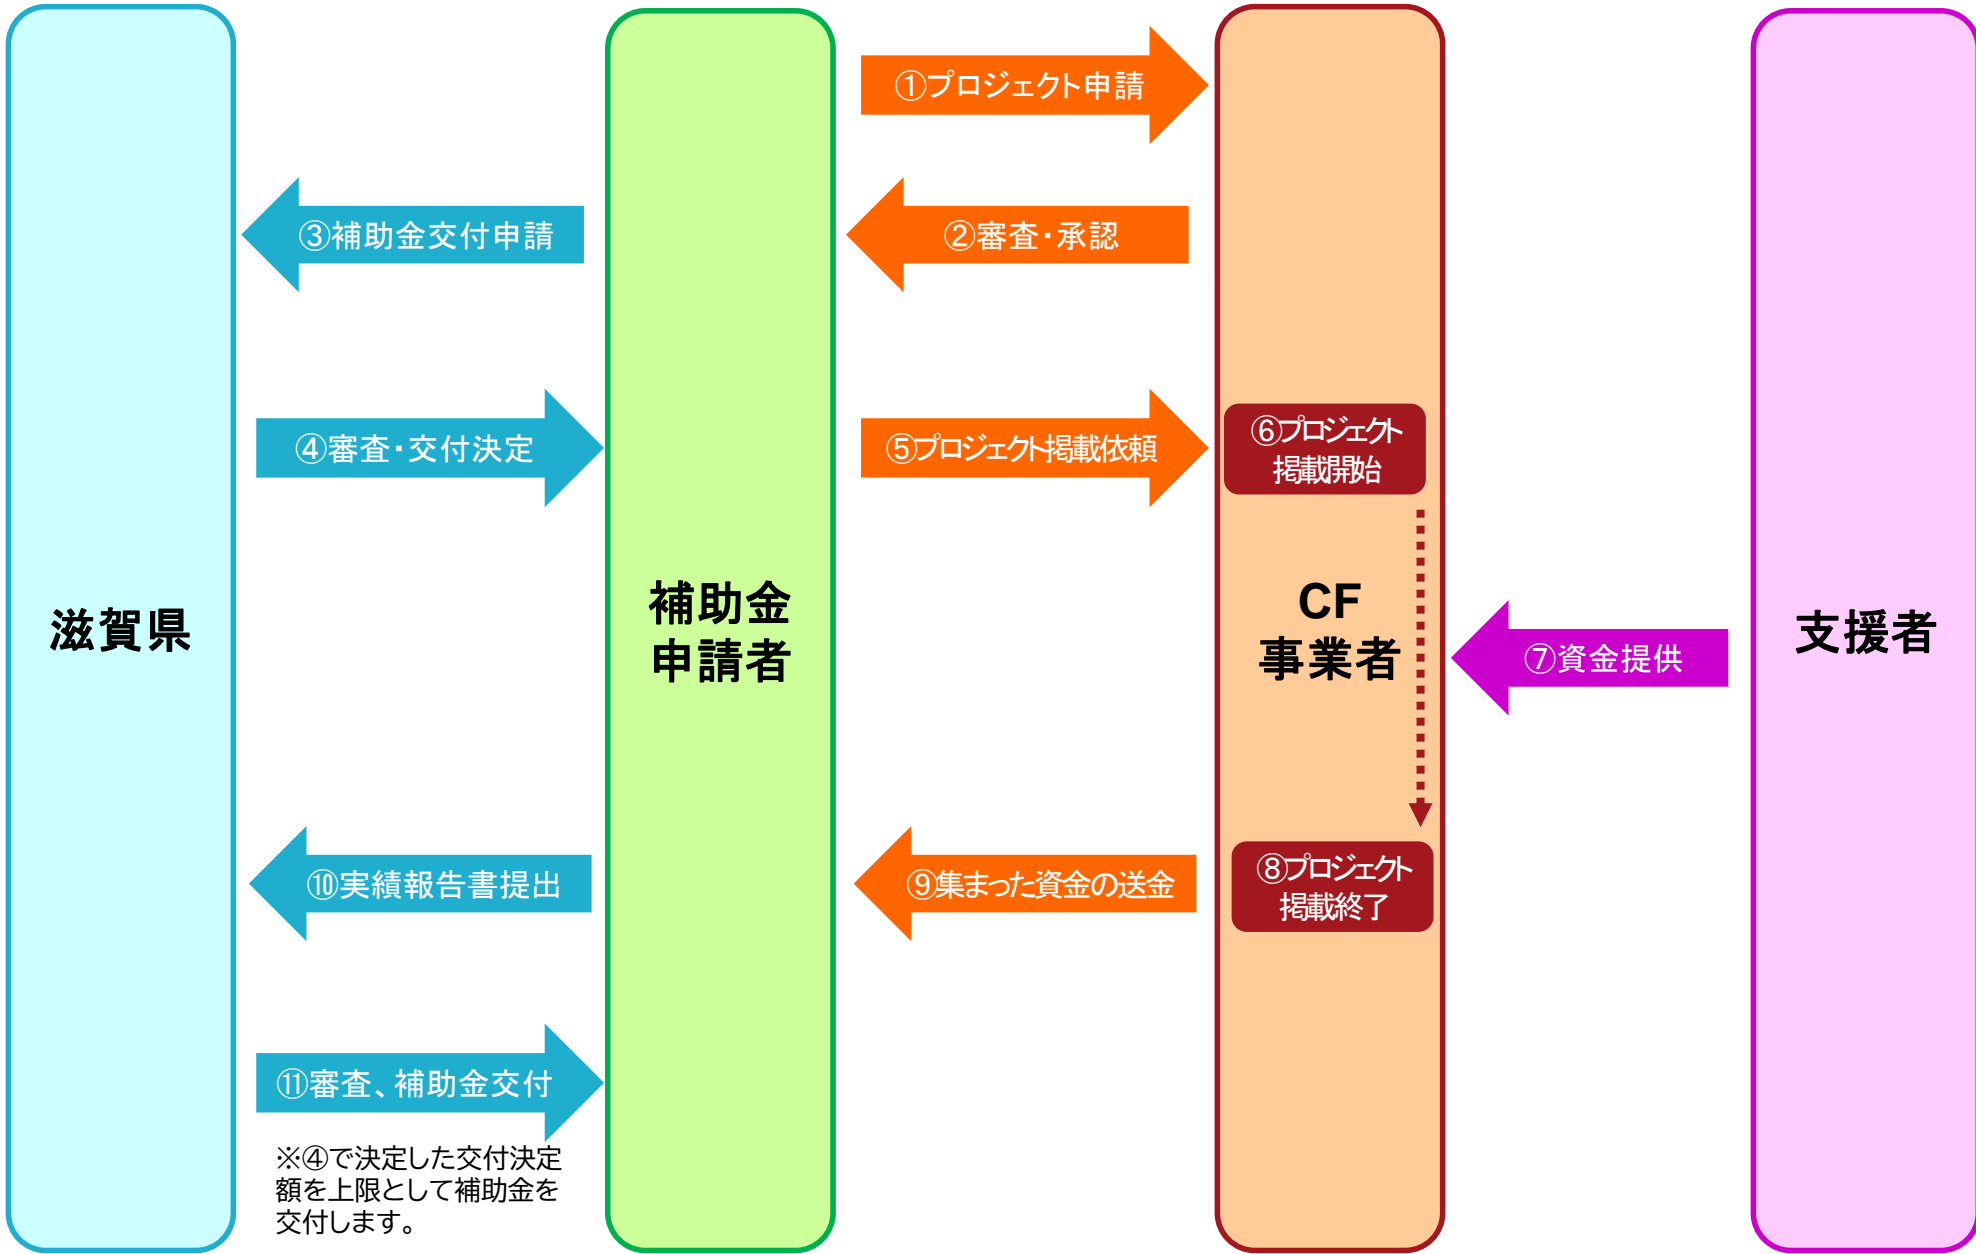 ①プロジェクト申請
③補助金交付申請
②審査・承認
④審査・交付決定
⑤プロジェクト掲載依頼
⑥プロジェクト
掲載開始
滋賀県
補助金
申請者
CF
事業者
支援者
⑦資金提供
⑧プロジェクト
掲載終了
⑨集まった資金の送金
⑩実績報告書提出
⑪審査、補助金交付
※④で決定した交付決定
額を上限として補助金を
交付します。